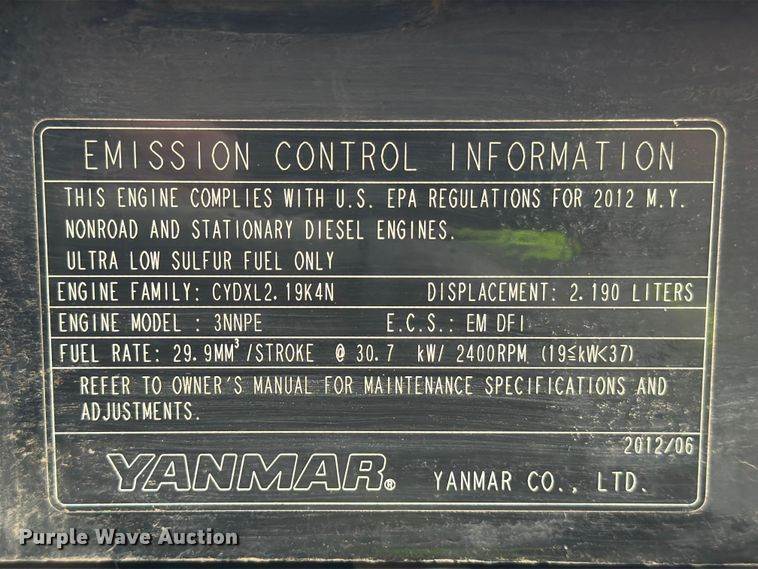 EMISSION CONTROL INFORMATION
THIS ENGINE COMPLIES WITH U.S. EPA REGULATIONS FOR 2012 M.Y.
NONROAD AND STATIONARY DIESEL ENGINES.
ULTRA LOW SULFUR FUEL ONLY
ENGINE FAMILY: CYDXL2.19K4N DISPLACEMENT: 2.190 LITERS
ENGINE MODEL : 3NNPE E.C.S.: EM DFI
FUEL RATE: 29.9MM³/STROKE @ 30.7 kW/ 2400RPM (19≤kW<37)
REFER TO OWNER'S MANUAL FOR MAINTENANCE SPECIFICATIONS AND
ADJUSTMENTS.
2012/06
YANMAR® YANMAR CO., LTD.
Purple Wave Auction